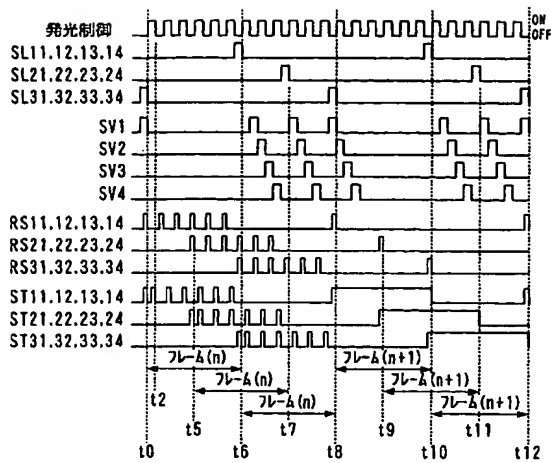 発光制御
ON
OFF
SL11.12.13.14
SL21.22.23.24
SL31.32.33.34
SV1
SV2
SV3
SV4
RS11.12.13.14
RS21.22.23.24
RS31.32.33.34
ST11.12.13.14
ST21.22.23.24
ST31.32.33.34
フレーム(n)
フレーム(n+1)
t2
フレーム(n)
フレーム(n+1)
t5
t7
t9
t11
フレーム(n)
フレーム(n+1)
t0
t6
t8
t10
t12